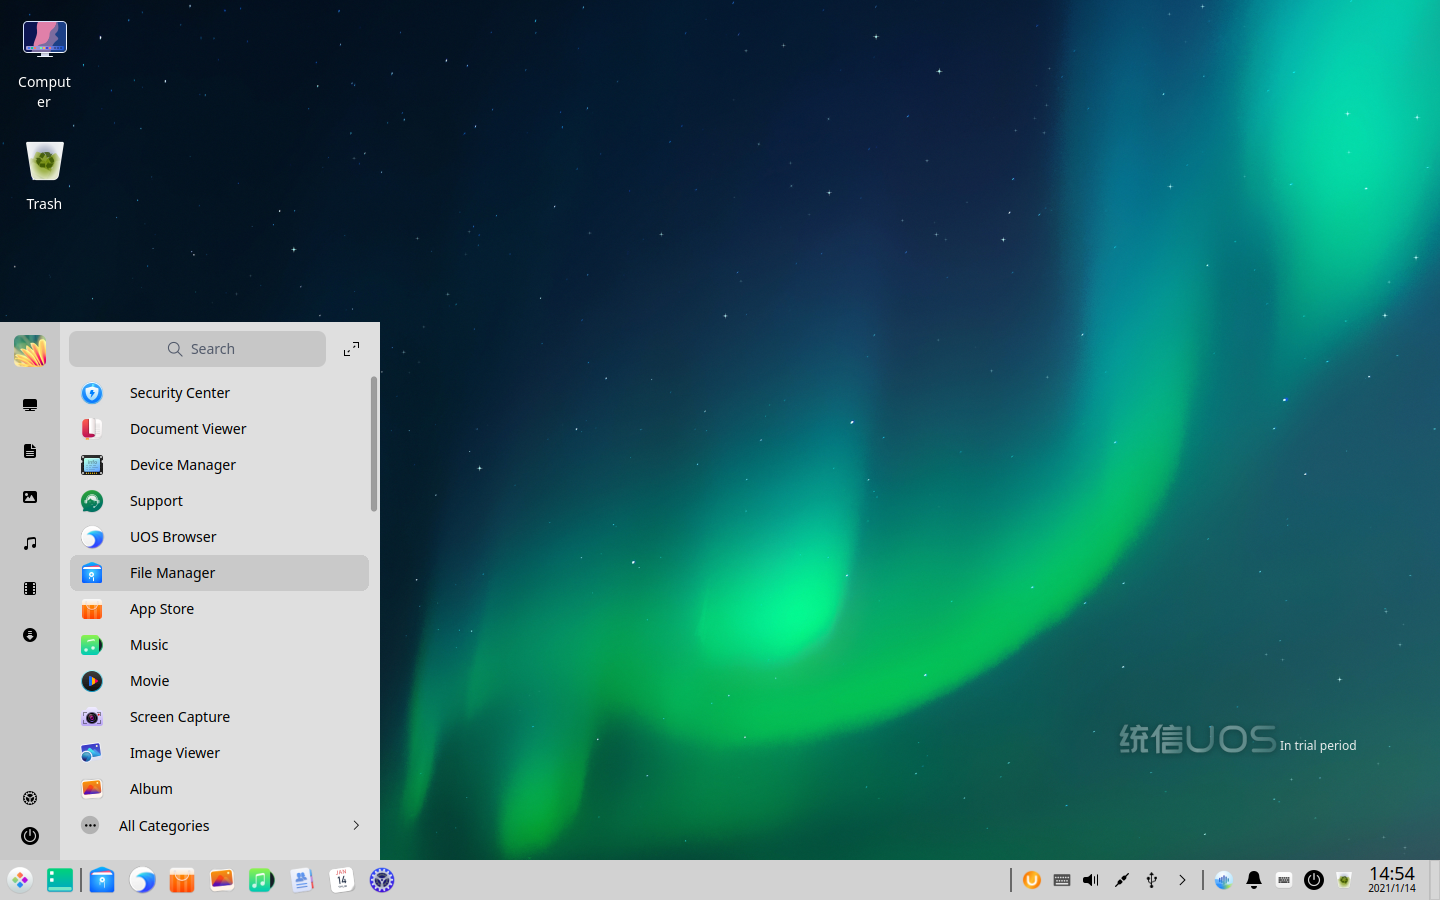 Comput
er
Trash
Search
Security Center
Document Viewer
Device Manager
Support
UOS Browser
File Manager
App Store
Music
Movie
Screen Capture
Image Viewer
Album
All Categories
统信UOS In trial period
JAN
14
14:54
2021/1/14